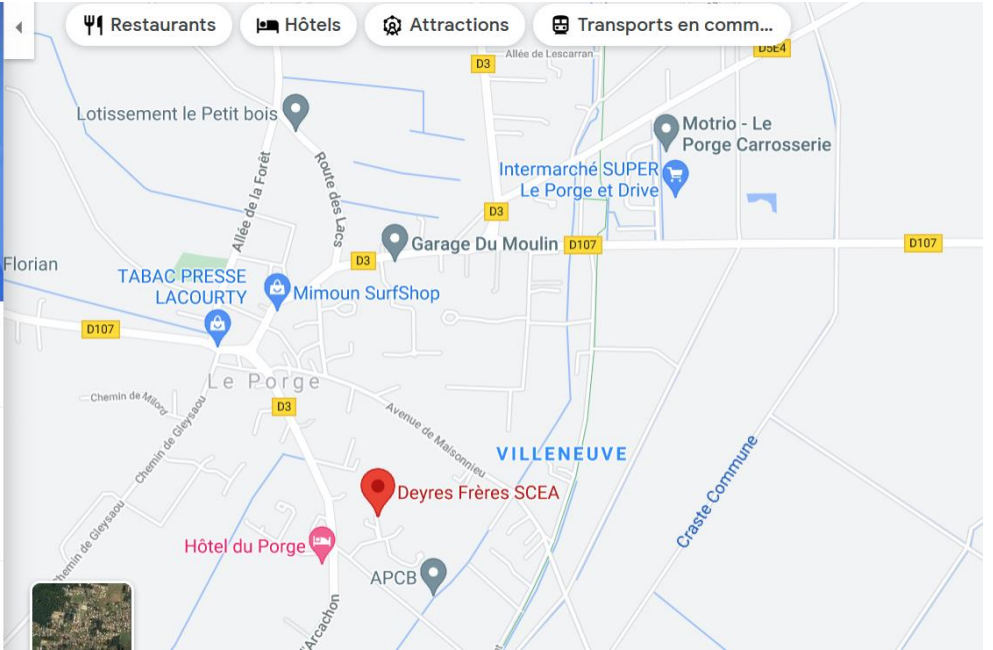 Restaurants
Hôtels
Attractions
Transports en comm...
D5E4
Allée de Lescarran
D3
Lotissement le Petit bois
Motrio - Le
Porge Carrosserie
Route des Lacs
Allée de la Forêt
Intermarché SUPER
Le Porge et Drive
D3
Garage Du Moulin
D107
D107
D3
Florian
TABAC PRESSE
LACOURTY
Mimoun SurfShop
D107
Le Porge
Chemin de Milord
D3
Chemin de Gleysaou
Avenue de Maisonnieu
VILLENEUVE
Craste Commune
Deyres Frères SCEA
Chemin de Gleysaou
Hôtel du Porge
APCB
d'Arcachon